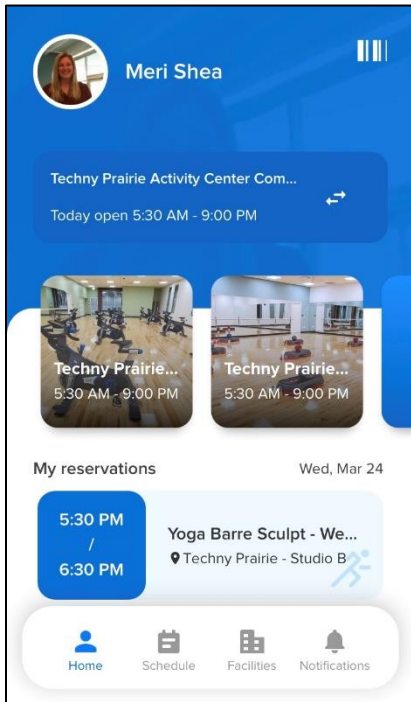 Meri Shea
Techny Prairie Activity Center Com...
Today open 5:30 AM - 9:00 PM
Techny Prairie...
5:30 AM - 9:00 PM
Techny Prairie...
5:30 AM - 9:00 PM
My reservations
Wed, Mar 24
5:30 PM
/
6:30 PM
Yoga Barre Sculpt - We...
Techny Prairie - Studio B
Home
Schedule
Facilities
Notifications